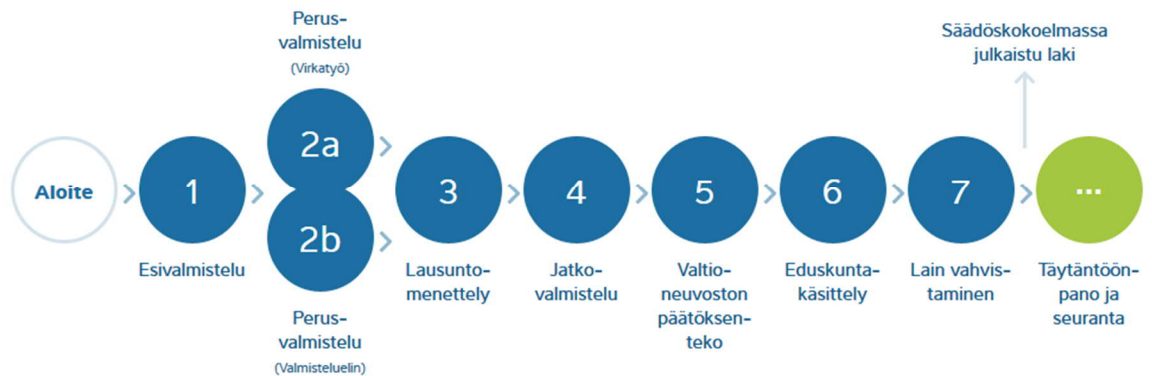 Perus-
valmistelu
(Virkatyö)
Säädöskokoelmassa
julkaistu laki
Aloite
1
2a
2b
3
4
5
6
7
...
Esivalmistelu
Perus-
valmistelu
(Valmisteluelin)
Lausunto-
menettely
Jatko-
valmistelu
Valtio-
neuvoston
päätöksen-
teko
Eduskunta-
käsittely
Lain vahvis-
taminen
Täytäntöön-
pano ja
seuranta